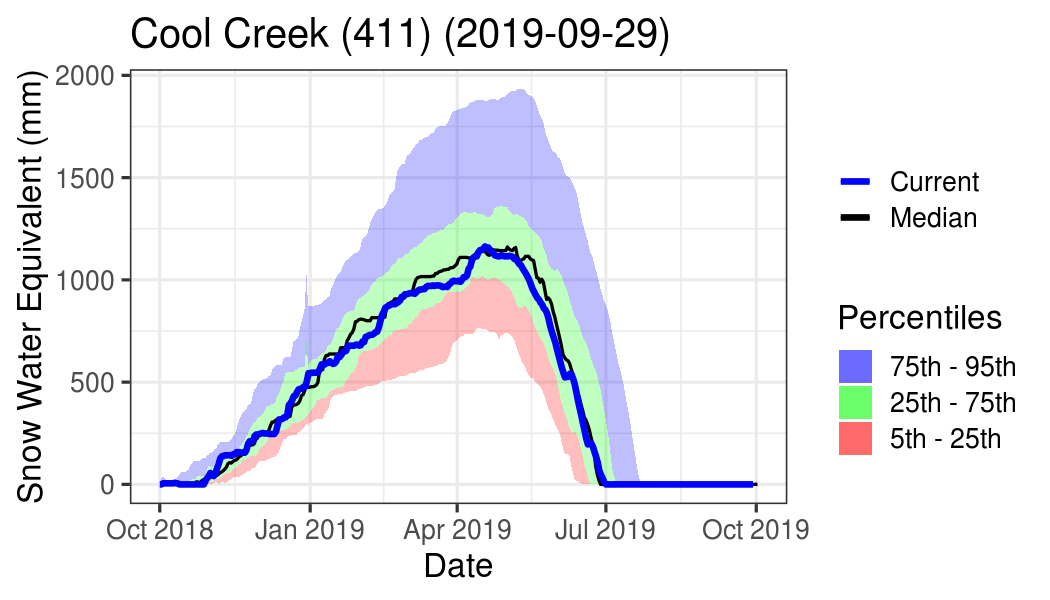 Cool Creek (411) (2019-09-29)
Snow Water Equivalent (mm)
2000
1500
1000
500
0
Oct 2018 Jan 2019 Apr 2019 Jul 2019 Oct 2019
Date
Current
Median
Percentiles
75th - 95th
25th - 75th
5th - 25th